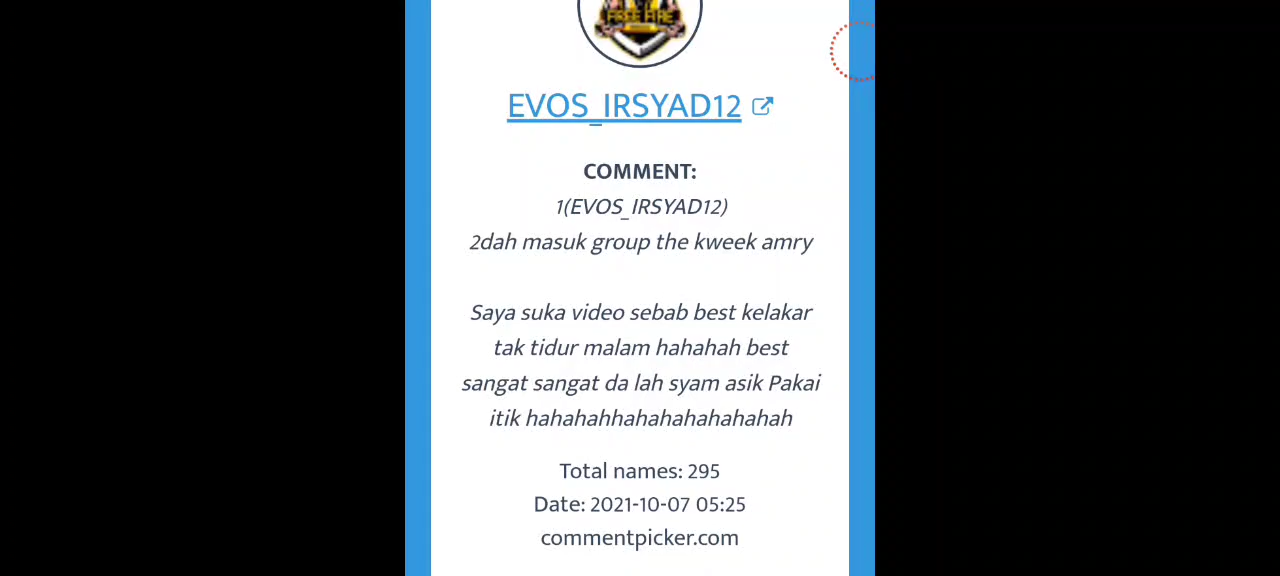 FREE FIRE
EVOS_IRSYAD12
COMMENT:
1(EVOS_IRSYAD12)
2dah masuk group the kweek amry
Saya suka video sebab best kelakar
tak tidur malam hahahah best
sangat sangat da lah syam asik Pakai
itik hahahahhahahahahahahah
Total names: 295
Date: 2021-10-07 05:25
commentpicker.com